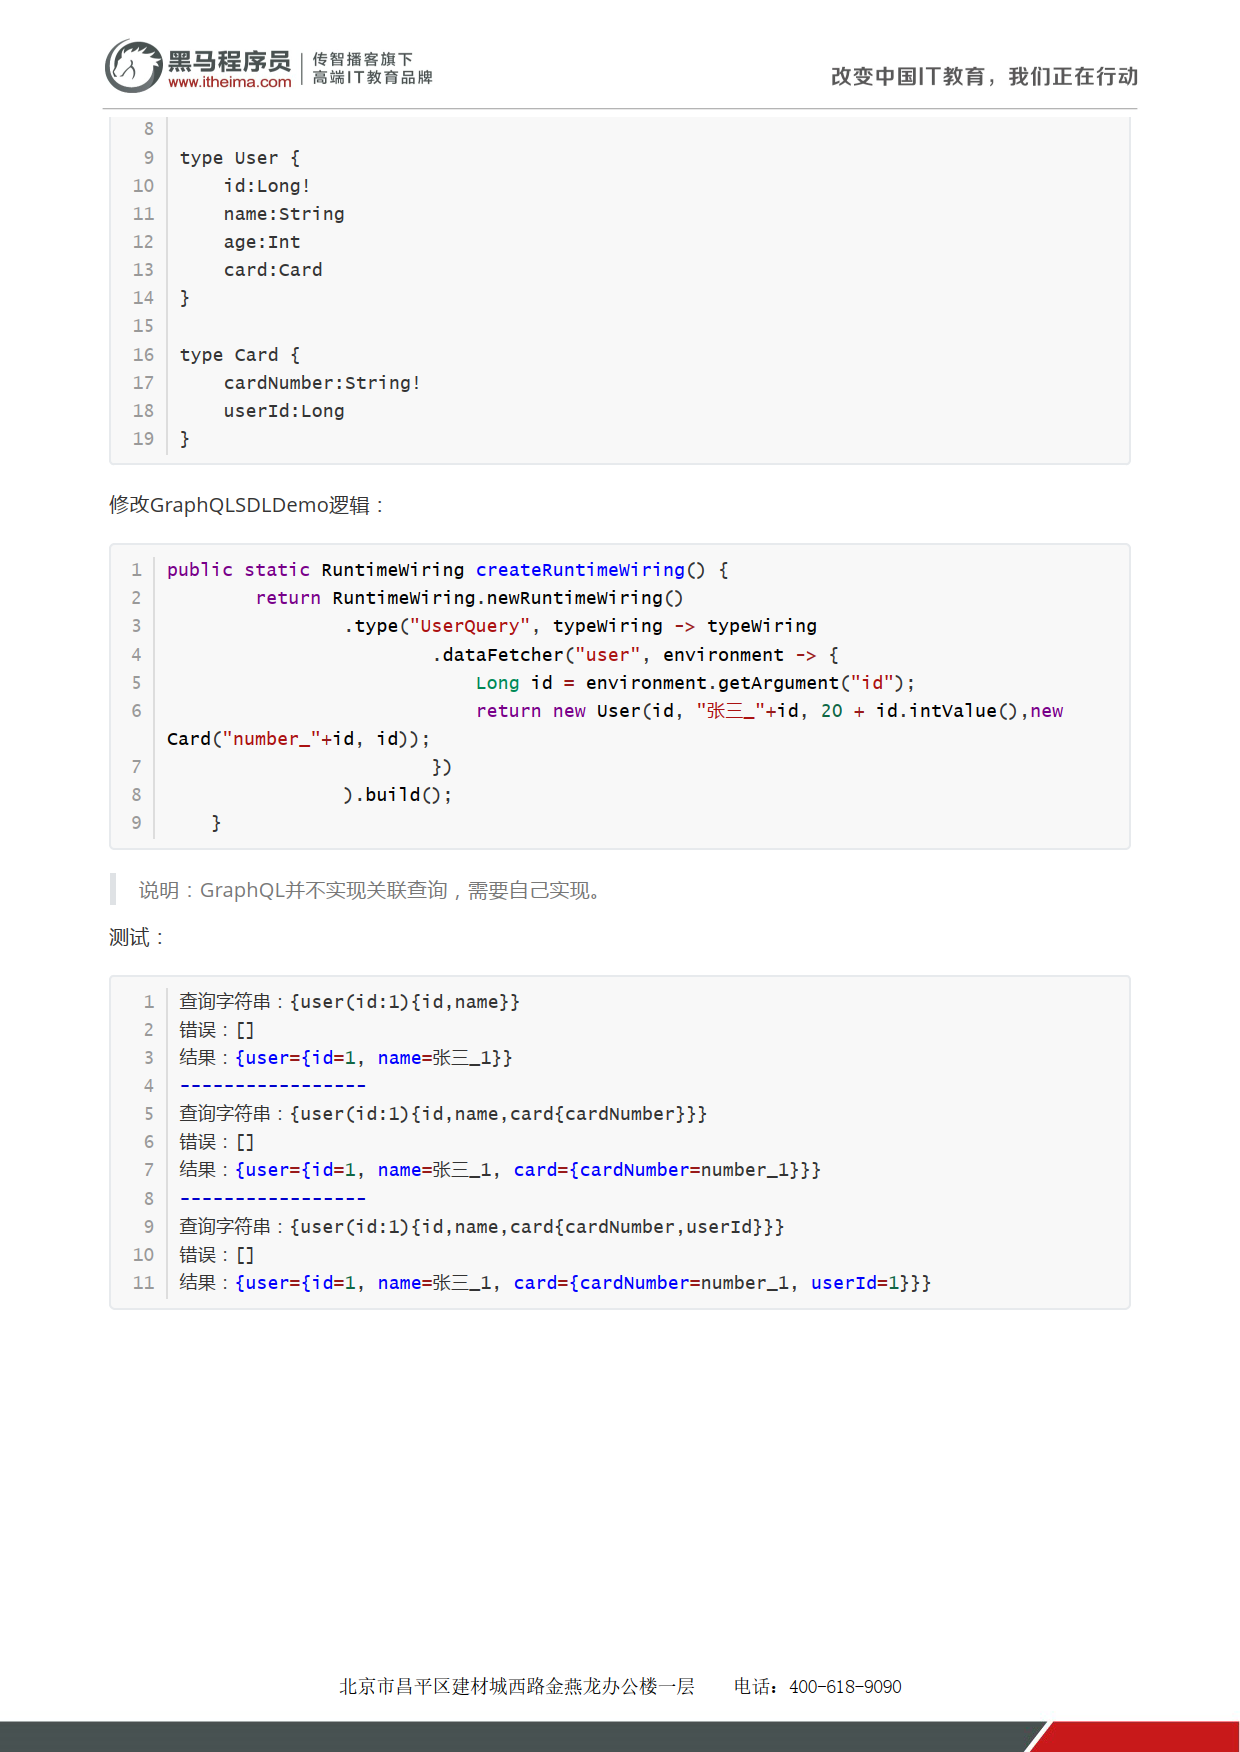 黑马程序员
www.itheima.com
传智播客旗下
高端IT教育品牌
改变中国IT教育，我们正在行动
8
9 type User {
10     id:Long!
11     name:String
12     age:Int
13     card:Card
14 }
15
16 type Card {
17     cardNumber:String!
18     userId:Long
19 }
修改GraphQLSDLDemo逻辑：
1 public static RuntimeWiring createRuntimeWiring() {
2         return RuntimeWiring.newRuntimeWiring()
3                 .type("UserQuery", typeWiring -> typeWiring
4                         .dataFetcher("user", environment -> {
5                             Long id = environment.getArgument("id");
6                             return new User(id, "张三_"+id, 20 + id.intValue(),new
Card("number_"+id, id));
7                         })
8                 ).build();
9     }
说明：GraphQL并不实现关联查询，需要自己实现。
测试：
1 查询字符串：{user(id:1){id,name}}
2 错误：[]
3 结果：{user={id=1, name=张三_1}}
4 -----------------
5 查询字符串：{user(id:1){id,name,card{cardNumber}}}
6 错误：[]
7 结果：{user={id=1, name=张三_1, card={cardNumber=number_1}}}
8 -----------------
9 查询字符串：{user(id:1){id,name,card{cardNumber,userId}}}
10 错误：[]
11 结果：{user={id=1, name=张三_1, card={cardNumber=number_1, userId=1}}}
北京市昌平区建材城西路金燕龙办公楼一层 电话：400-618-9090